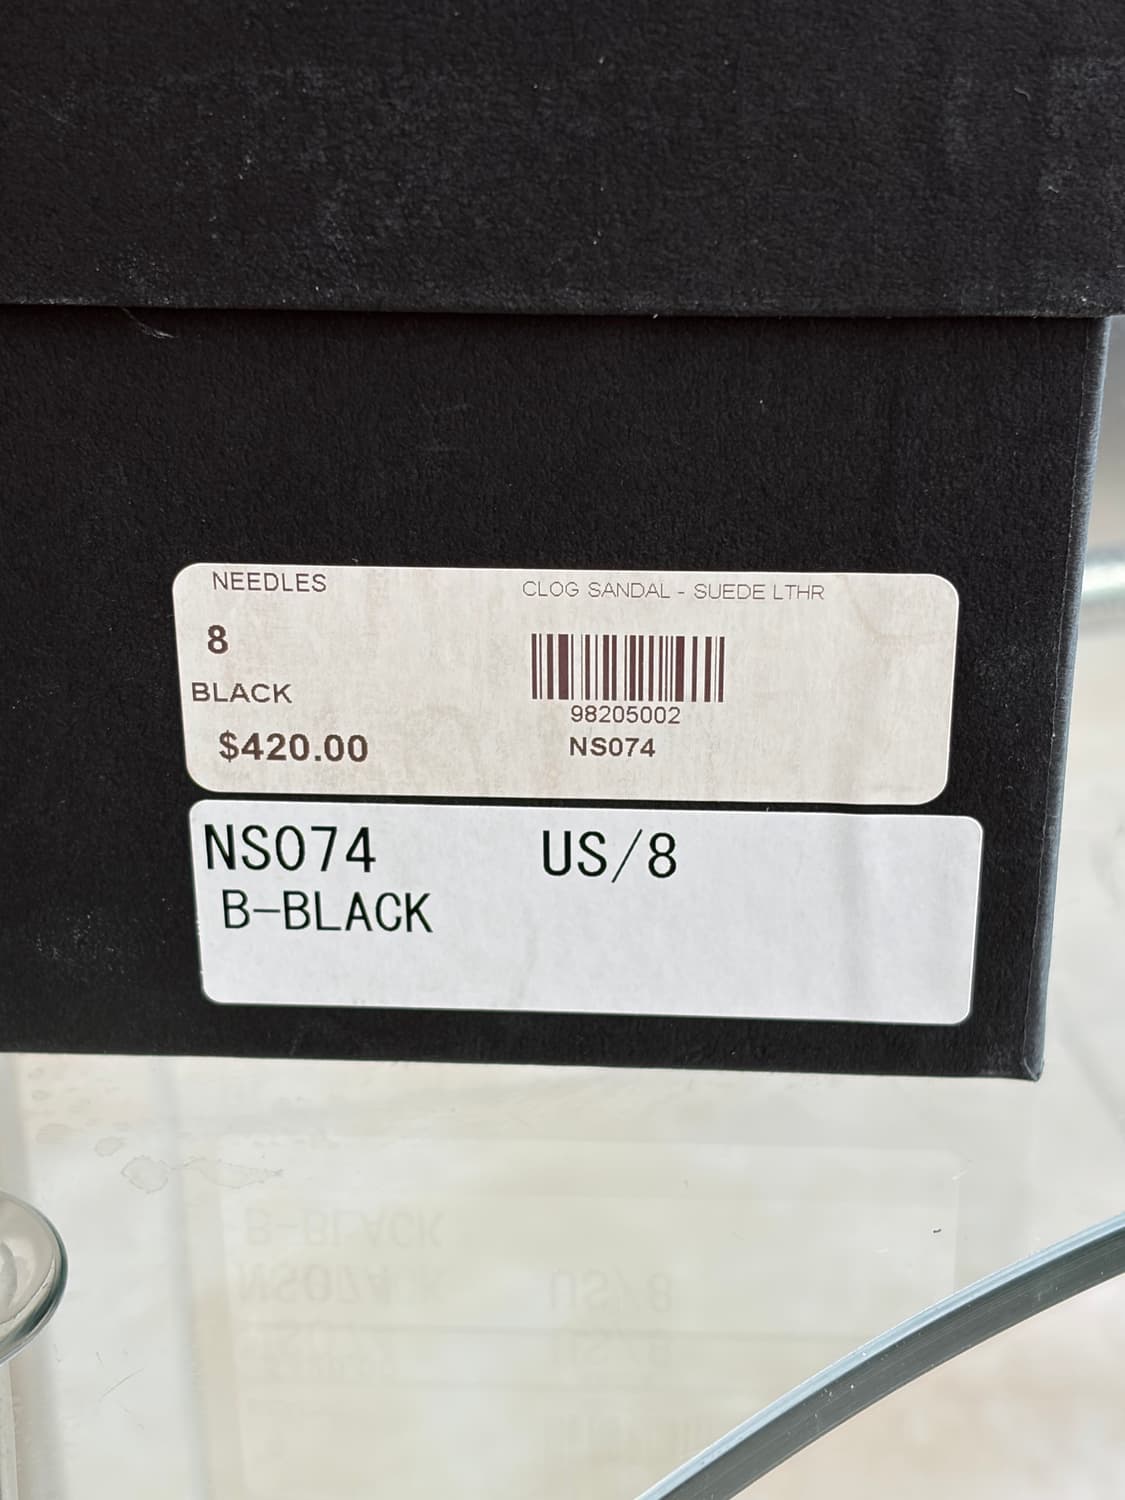 NEEDLES
CLOG SANDAL - SUEDE LTHR
8
BLACK
98205002
$420.00
NS074
NS074 US/8
B-BLACK